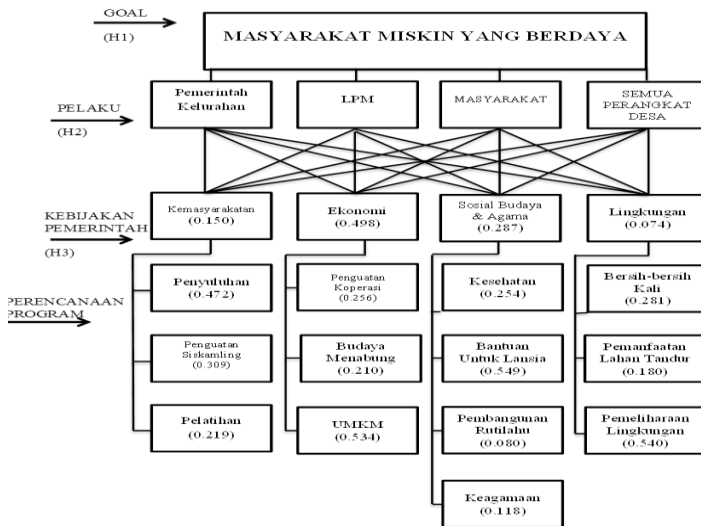 GOAL
(H1)
MASYARAKAT MISKIN YANG BERDAYA
PELAKU
(H2)
Pemerintah
Kelurahan
LPM
MASYARAKAT
SEMUA
PERANGKAT
DESA
KEBIJAKAN
PEMERINTAH
(H3)
Kemasyarakatan
(0.150)
Ekonomi
(0.498)
Sosial Budaya
& Agama
(0.287)
Lingkungan
(0.074)
PERENCANAAN
PROGRAM
Penyuluhan
(0.472)
Penguatan
Koperasi
(0.256)
Kesehatan
(0.254)
Bersih-bersih
Kali
(0.281)
Penguatan
Siskamling
(0.309)
Budaya
Menabung
(0.210)
Bantuan
Untuk Lansia
(0.549)
Pemanfaatan
Lahan Tandur
(0.180)
Pelatihan
(0.219)
UMKM
(0.534)
Pembangunan
Rutilahu
(0.080)
Pemeliharaan
Lingkungan
(0.540)
Keagamaan
(0.118)